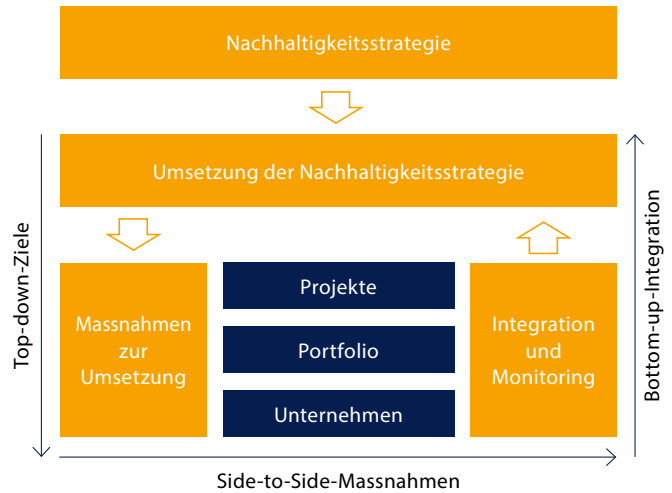 Nachhaltigkeitsstrategie
Umsetzung der Nachhaltigkeitsstrategie
Top-down-Ziele
Massnahmen
zur
Umsetzung
Projekte
Portfolio
Unternehmen
Integration
und
Monitoring
Bottom-up-Integration
Side-to-Side-Massnahmen